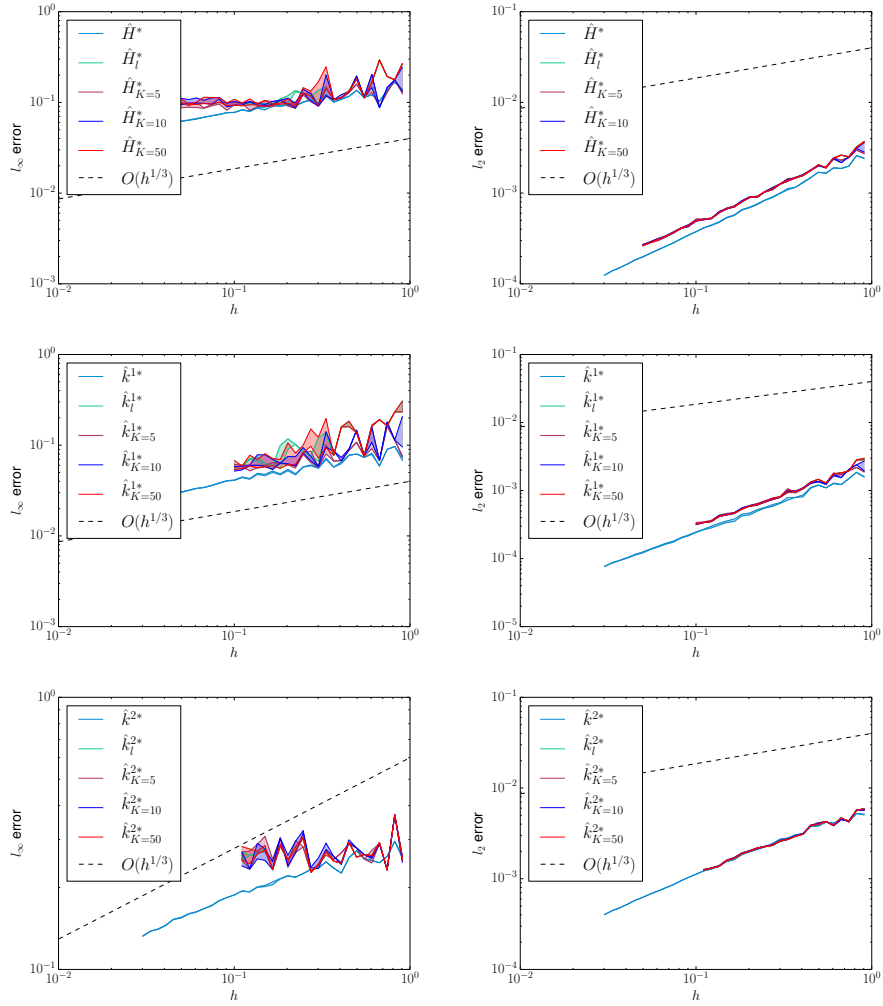 10^0
10^{-1}
10^{-2}
10^{-3}
l_∞ error
Ĥ*
Ĥ*_l
Ĥ*_{K=5}
Ĥ*_{K=10}
Ĥ*_{K=50}
O(h^{1/3})
10^{-2}
10^{-1}
10^0
h
10^{-1}
10^{-2}
10^{-3}
10^{-4}
l_2 error
Ĥ*
Ĥ*_l
Ĥ*_{K=5}
Ĥ*_{K=10}
Ĥ*_{K=50}
O(h^{1/3})
10^{-2}
10^{-1}
10^0
h
10^0
10^{-1}
10^{-2}
10^{-3}
l_∞ error
k̂^{1*}
k̂^{1*}_l
k̂^{1*}_{K=5}
k̂^{1*}_{K=10}
k̂^{1*}_{K=50}
O(h^{1/3})
10^{-2}
10^{-1}
10^0
h
10^{-1}
10^{-2}
10^{-3}
10^{-4}
10^{-5}
l_2 error
k̂^{1*}
k̂^{1*}_l
k̂^{1*}_{K=5}
k̂^{1*}_{K=10}
k̂^{1*}_{K=50}
O(h^{1/3})
10^{-2}
10^{-1}
10^0
h
10^0
10^{-1}
l_∞ error
k̂^{2*}
k̂^{2*}_l
k̂^{2*}_{K=5}
k̂^{2*}_{K=10}
k̂^{2*}_{K=50}
O(h^{1/3})
10^{-2}
10^{-1}
10^0
h
10^{-1}
10^{-2}
10^{-3}
10^{-4}
l_2 error
k̂^{2*}
k̂^{2*}_l
k̂^{2*}_{K=5}
k̂^{2*}_{K=10}
k̂^{2*}_{K=50}
O(h^{1/3})
10^{-2}
10^{-1}
10^0
h